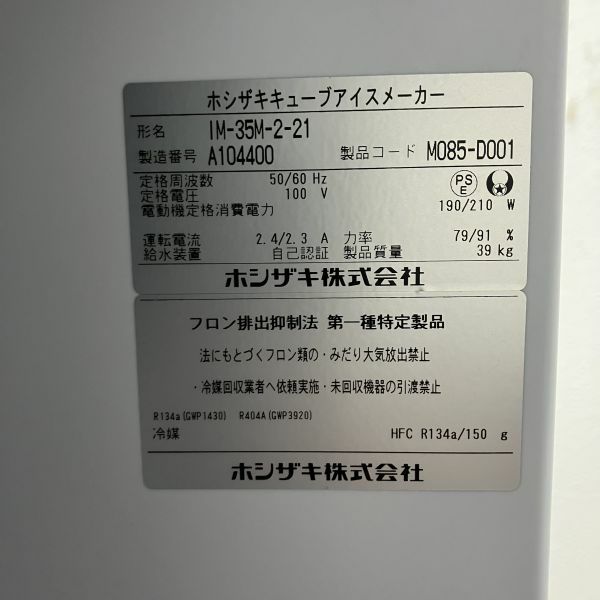 ホシザキキューブアイスメーカー
形名 IM-35M-2-21
製造番号 A104400 製品コード M085-D001
定格周波数 50/60 Hz
定格電圧 100 V
PS E
電動機定格消費電力 190/210 W
運転電流 2.4/2.3 A 力率 79/91 %
給水装置 自己認証 製品質量 39 kg
ホシザキ株式会社
フロン排出抑制法 第一種特定製品
法にもとづくフロン類の・みだり大気放出禁止
・冷媒回収業者へ依頼実施・未回収機器の引渡禁止
R134a(GWP1430) R404A(GWP3920)
冷媒 HFC R134a/150 g
ホシザキ株式会社